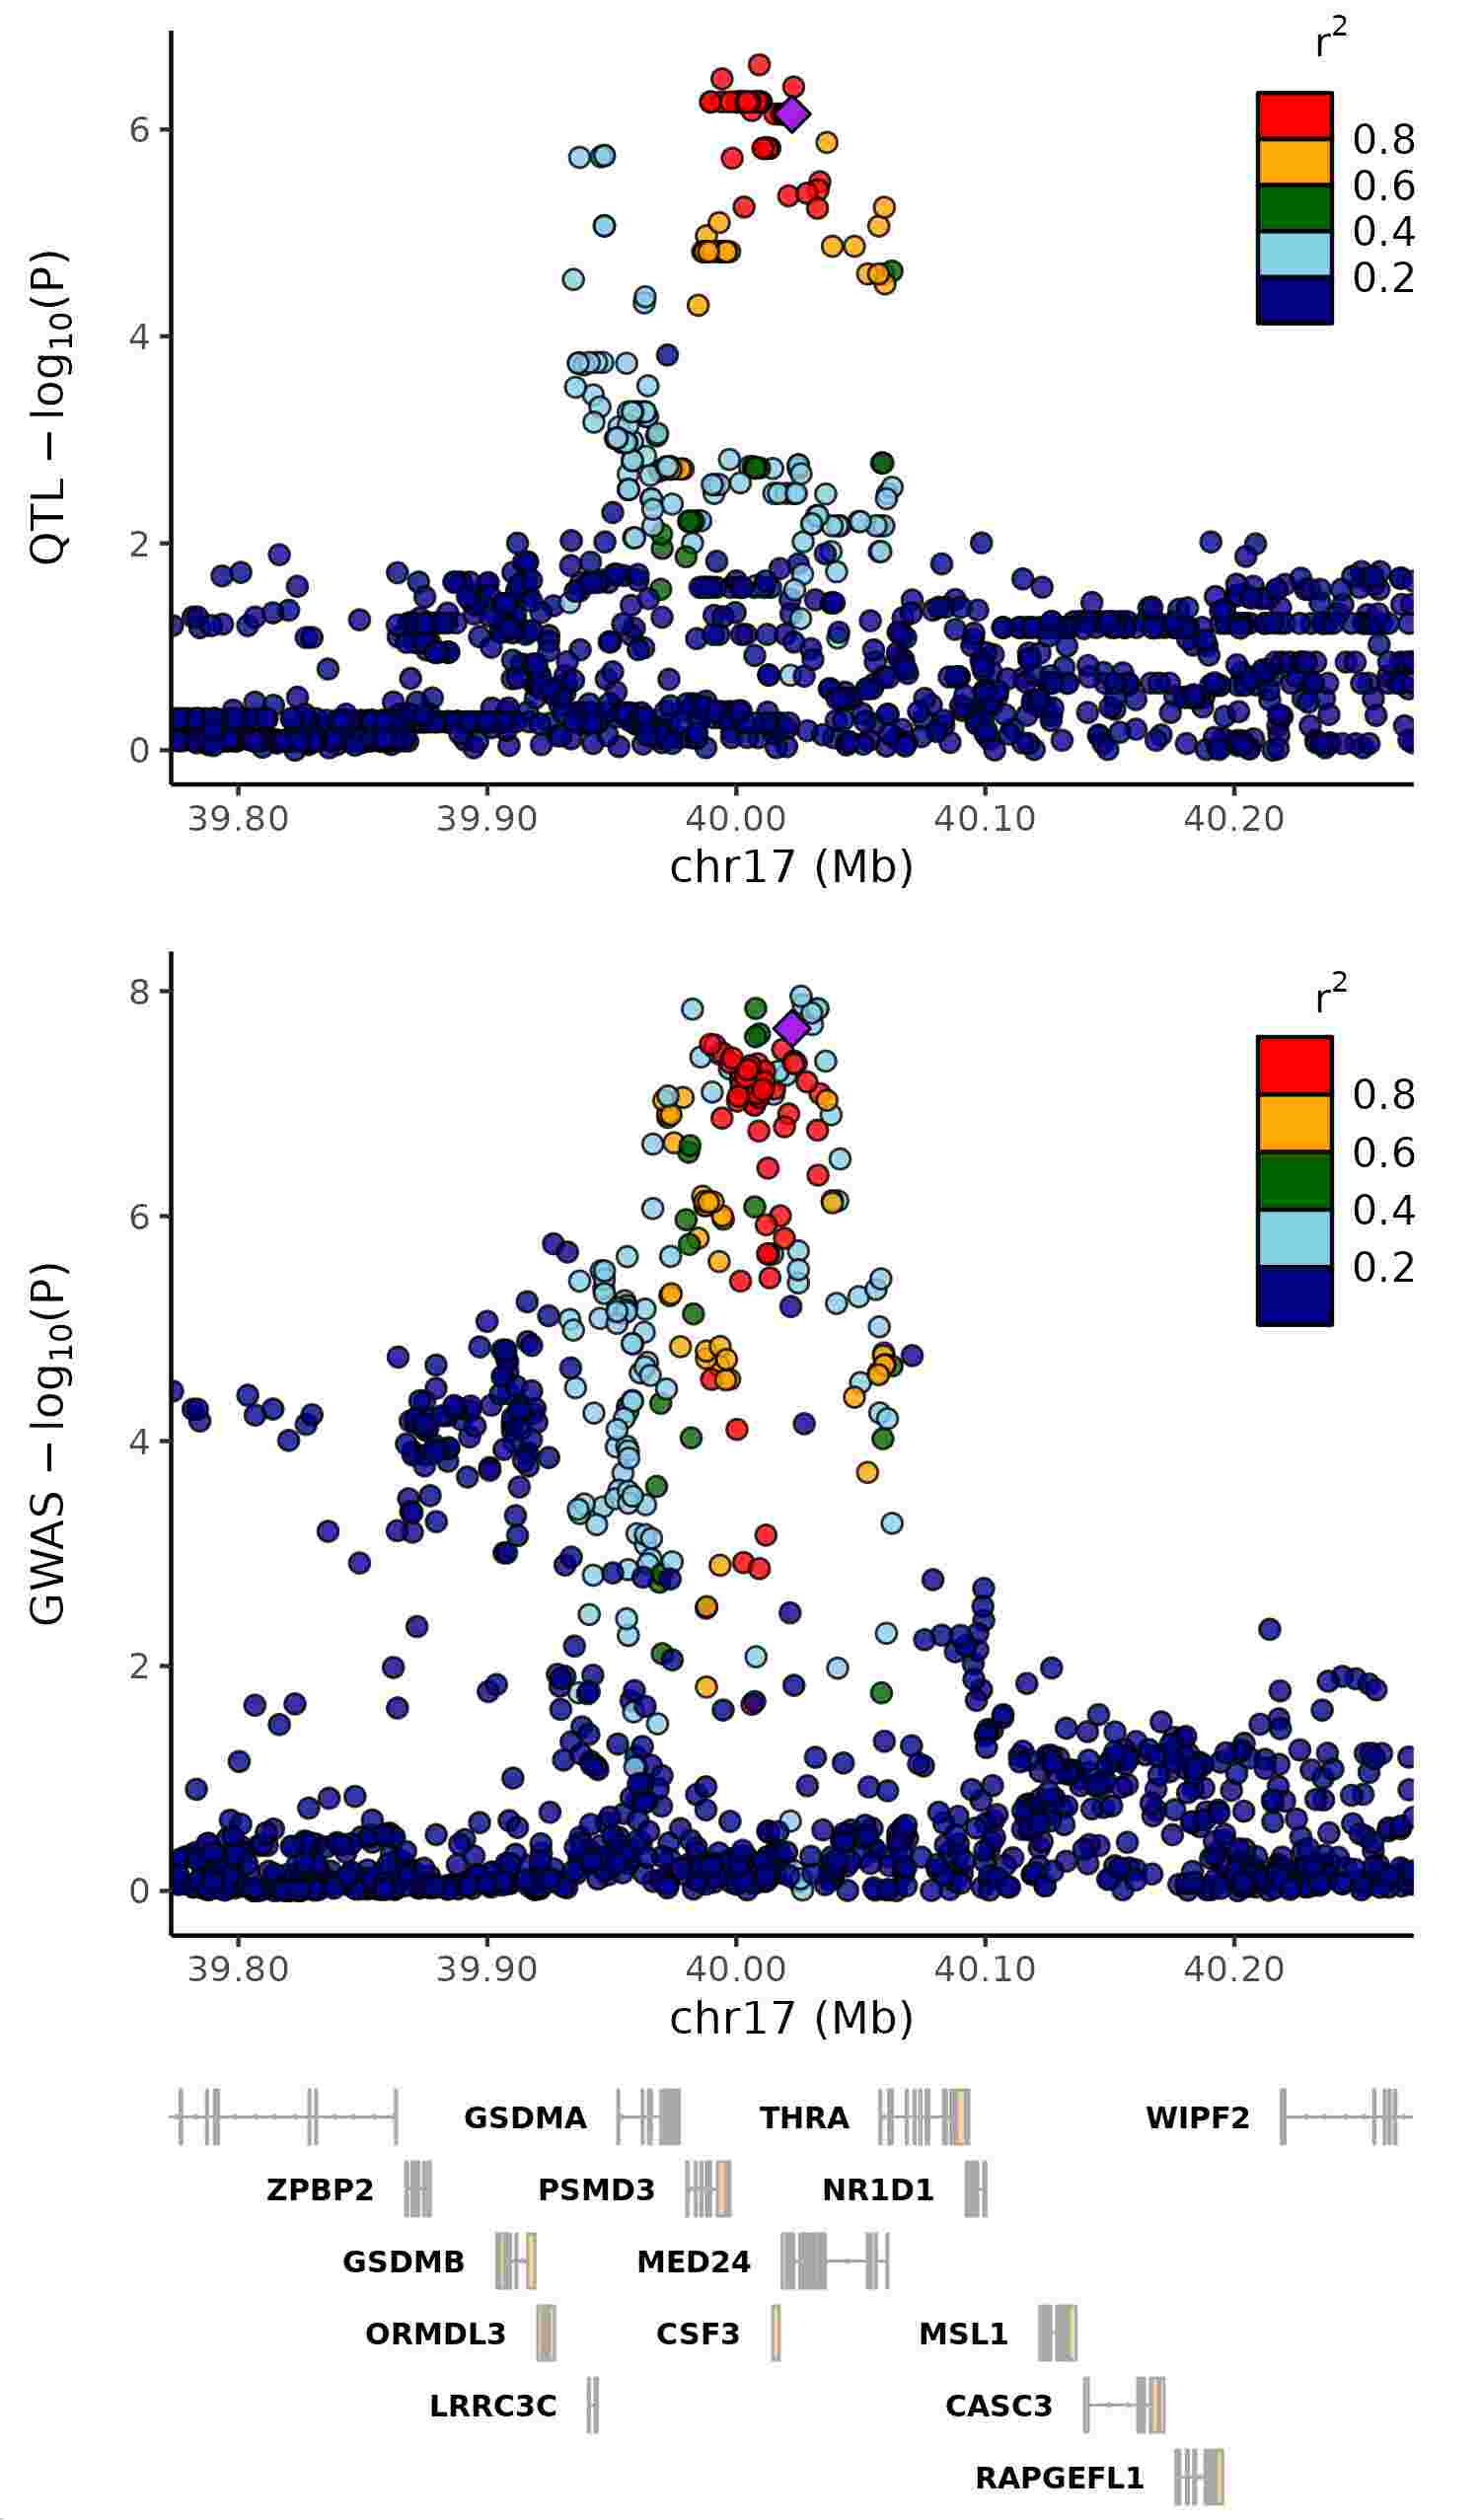 r2
0.8
0.6
0.4
0.2
QTL − log10(P)
6
4
2
0
39.80 39.90 40.00 40.10 40.20
chr17 (Mb)
r2
0.8
0.6
0.4
0.2
GWAS − log10(P)
8
6
4
2
0
39.80 39.90 40.00 40.10 40.20
chr17 (Mb)
GSDMA THRA WIPF2
ZPBP2 PSMD3 NR1D1
GSDMB MED24
ORMDL3 CSF3 MSL1
LRRC3C CASC3
RAPGEFL1